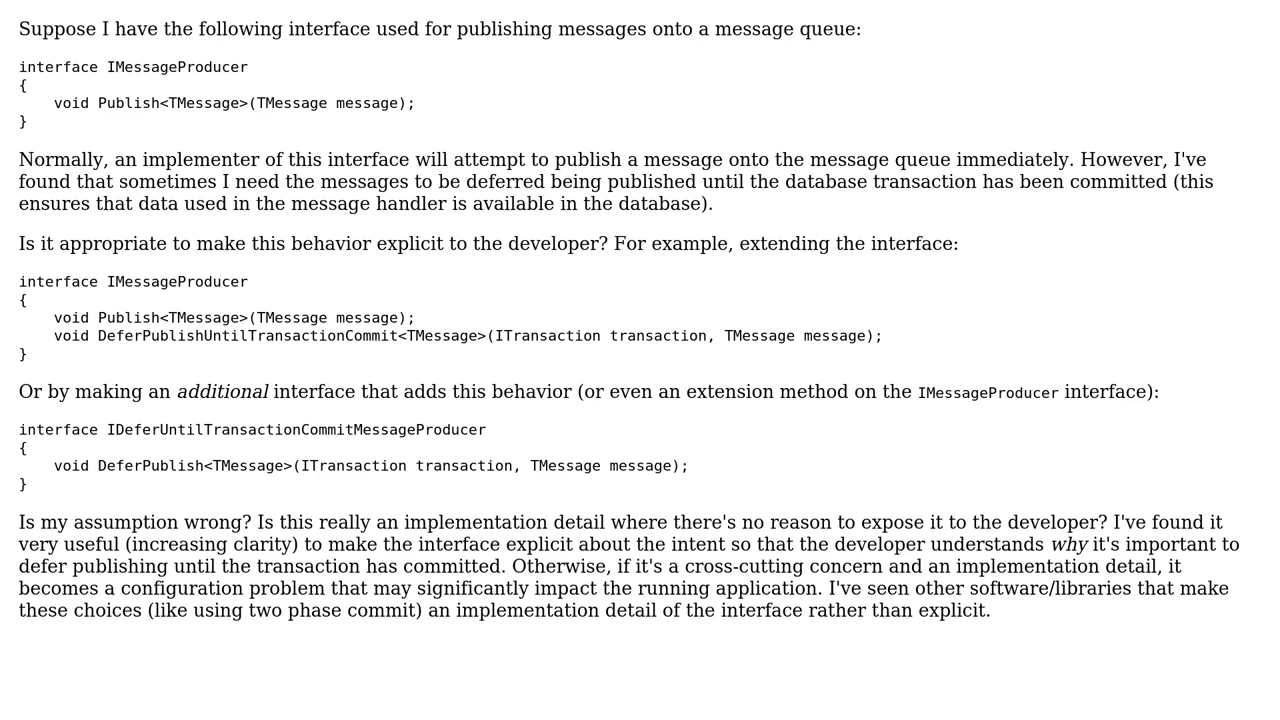 Suppose I have the following interface used for publishing messages onto a message queue:
interface IMessageProducer
{
    void Publish<TMessage>(TMessage message);
}
Normally, an implementer of this interface will attempt to publish a message onto the message queue immediately. However, I've
found that sometimes I need the messages to be deferred being published until the database transaction has been committed (this
ensures that data used in the message handler is available in the database).
Is it appropriate to make this behavior explicit to the developer? For example, extending the interface:
interface IMessageProducer
{
    void Publish<TMessage>(TMessage message);
    void DeferPublishUntilTransactionCommit<TMessage>(ITransaction transaction, TMessage message);
}
Or by making an additional interface that adds this behavior (or even an extension method on the IMessageProducer interface):
interface IDeferUntilTransactionCommitMessageProducer
{
    void DeferPublish<TMessage>(ITransaction transaction, TMessage message);
}
Is my assumption wrong? Is this really an implementation detail where there's no reason to expose it to the developer? I've found it
very useful (increasing clarity) to make the interface explicit about the intent so that the developer understands why it's important to
defer publishing until the transaction has committed. Otherwise, if it's a cross-cutting concern and an implementation detail, it
becomes a configuration problem that may significantly impact the running application. I've seen other software/libraries that make
these choices (like using two phase commit) an implementation detail of the interface rather than explicit.